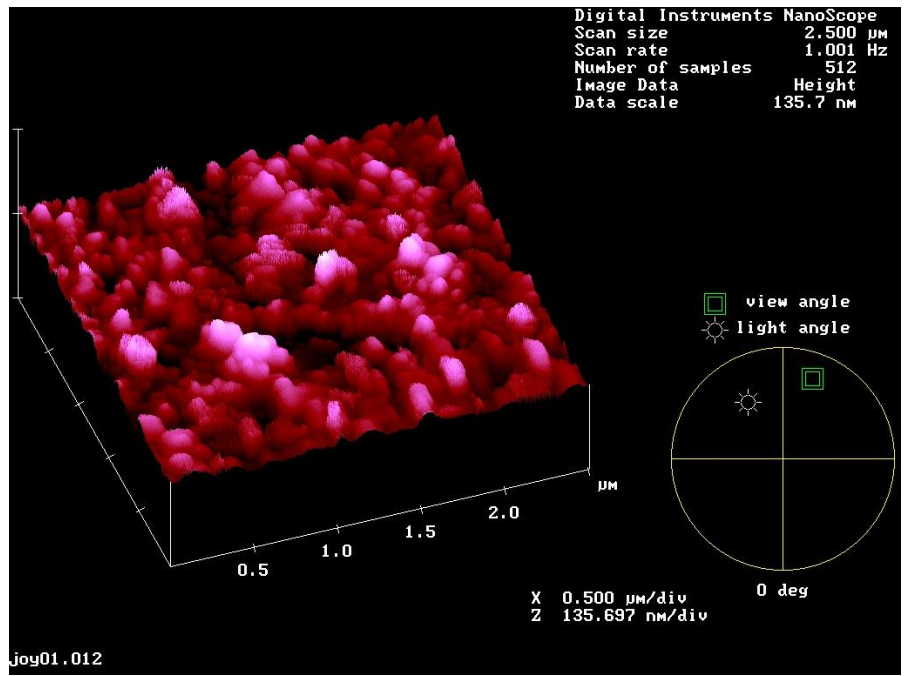 Digital Instruments NanoScope
Scan size 2.500 µm
Scan rate 1.001 Hz
Number of samples 512
Image Data Height
Data scale 135.7 nm
view angle
light angle
µm
2.0
1.5
1.0
0.5
0 deg
X 0.500 µm/div
Z 135.697 nm/div
joy01.012